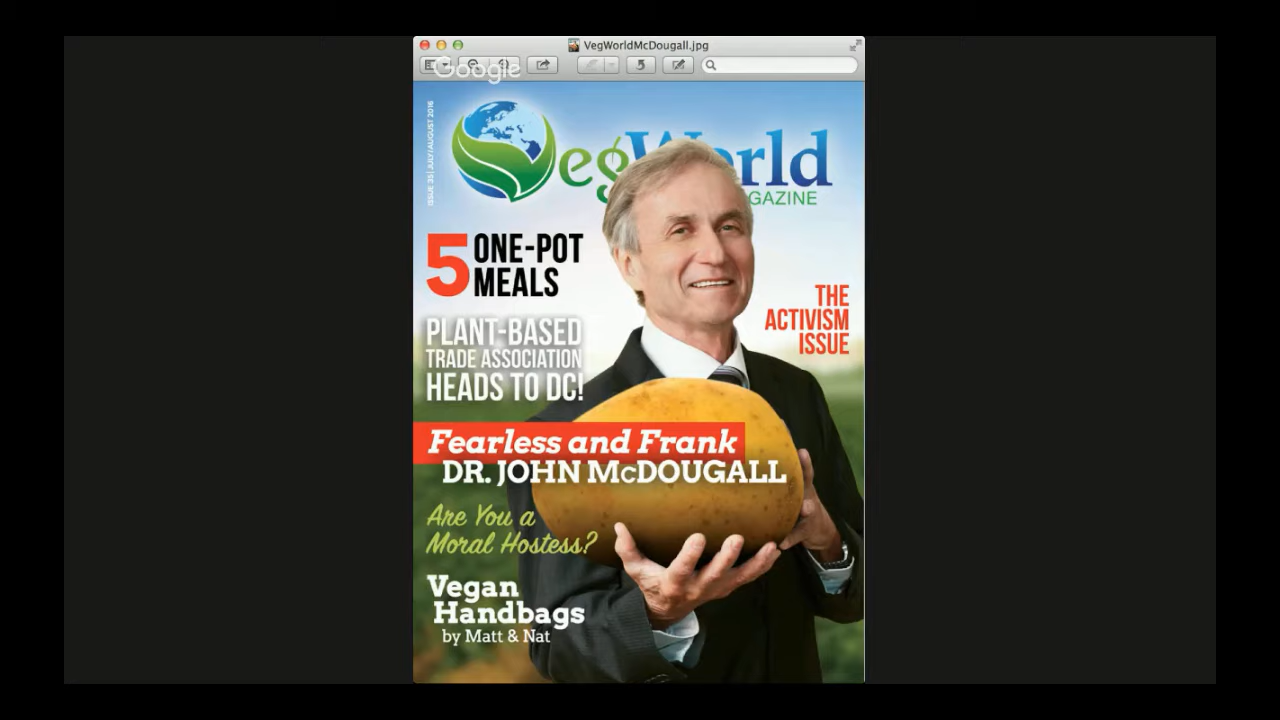 VegWorldMcDougall.jpg
Google
ISSUE 35 | JULY/AUGUST 2016
VegWorld
MAGAZINE
5 ONE-POT
MEALS
THE
ACTIVISM
ISSUE
PLANT-BASED
TRADE ASSOCIATION
HEADS TO DC!
Fearless and Frank
DR. JOHN McDOUGALL
Are You a
Moral Hostess?
Vegan
Handbags
by Matt & Nat